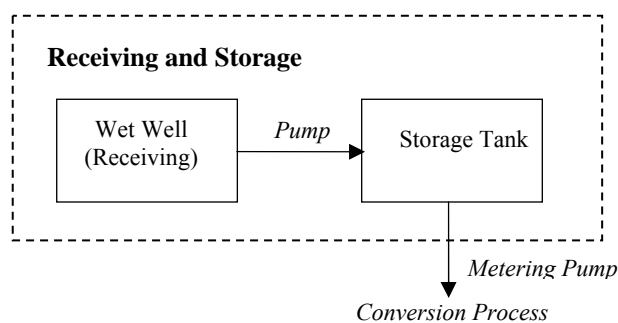 Receiving and Storage
Wet Well
(Receiving)
Pump
Storage Tank
Metering Pump
Conversion Process